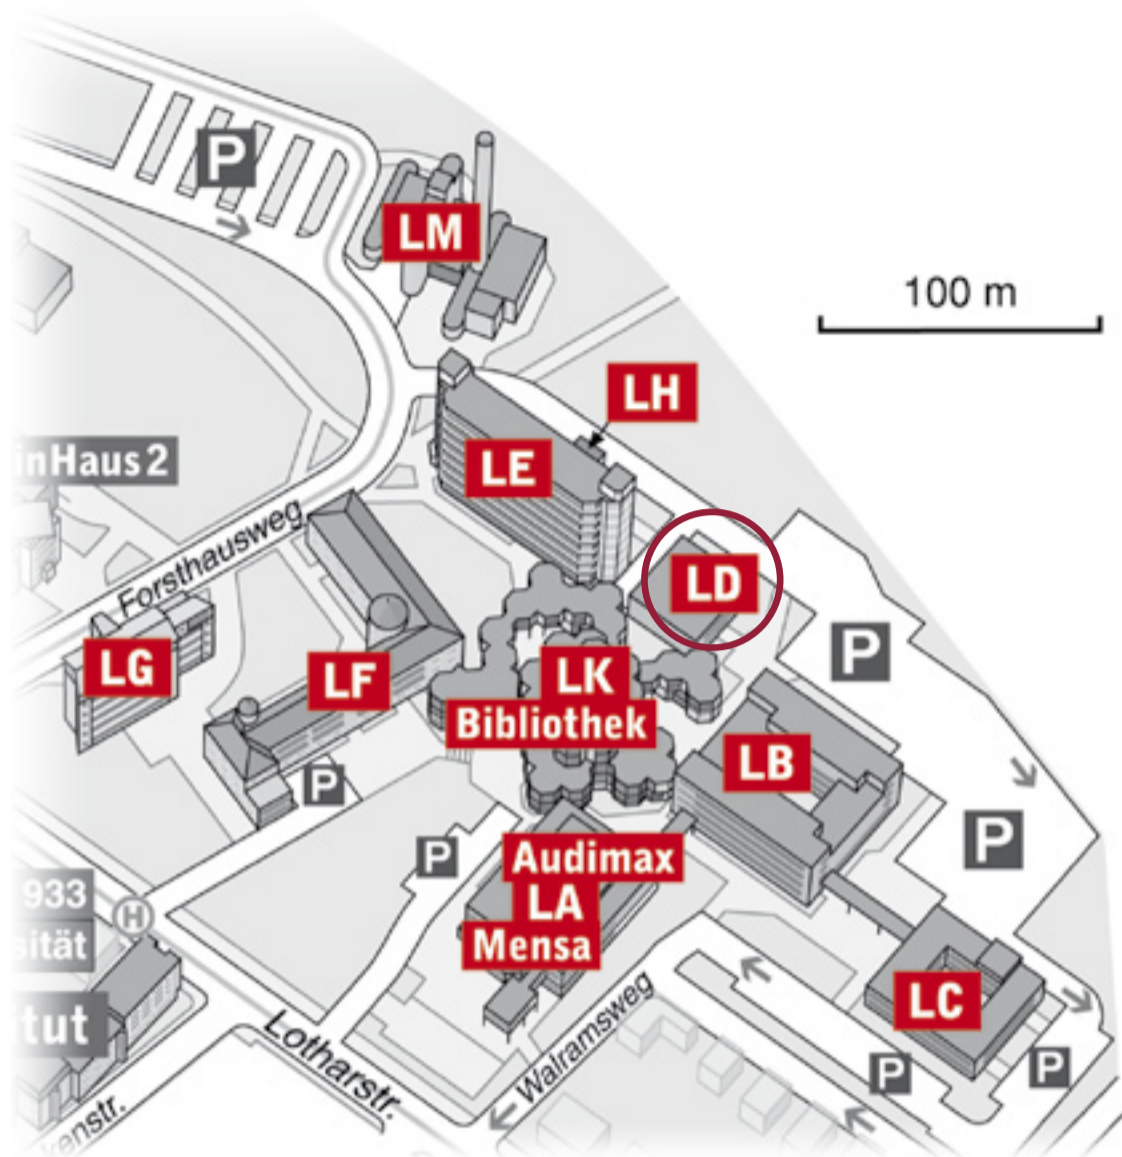 P
LM
100 m
LH
inHaus 2
LE
Forsthausweg
LD
P
LG
LF
LK
Bibliothek
LB
P
P
P
Audimax
LA
Mensa
933
H
sität
LC
tut
Lotharstr.
Walramsweg
P
P
kenstr.